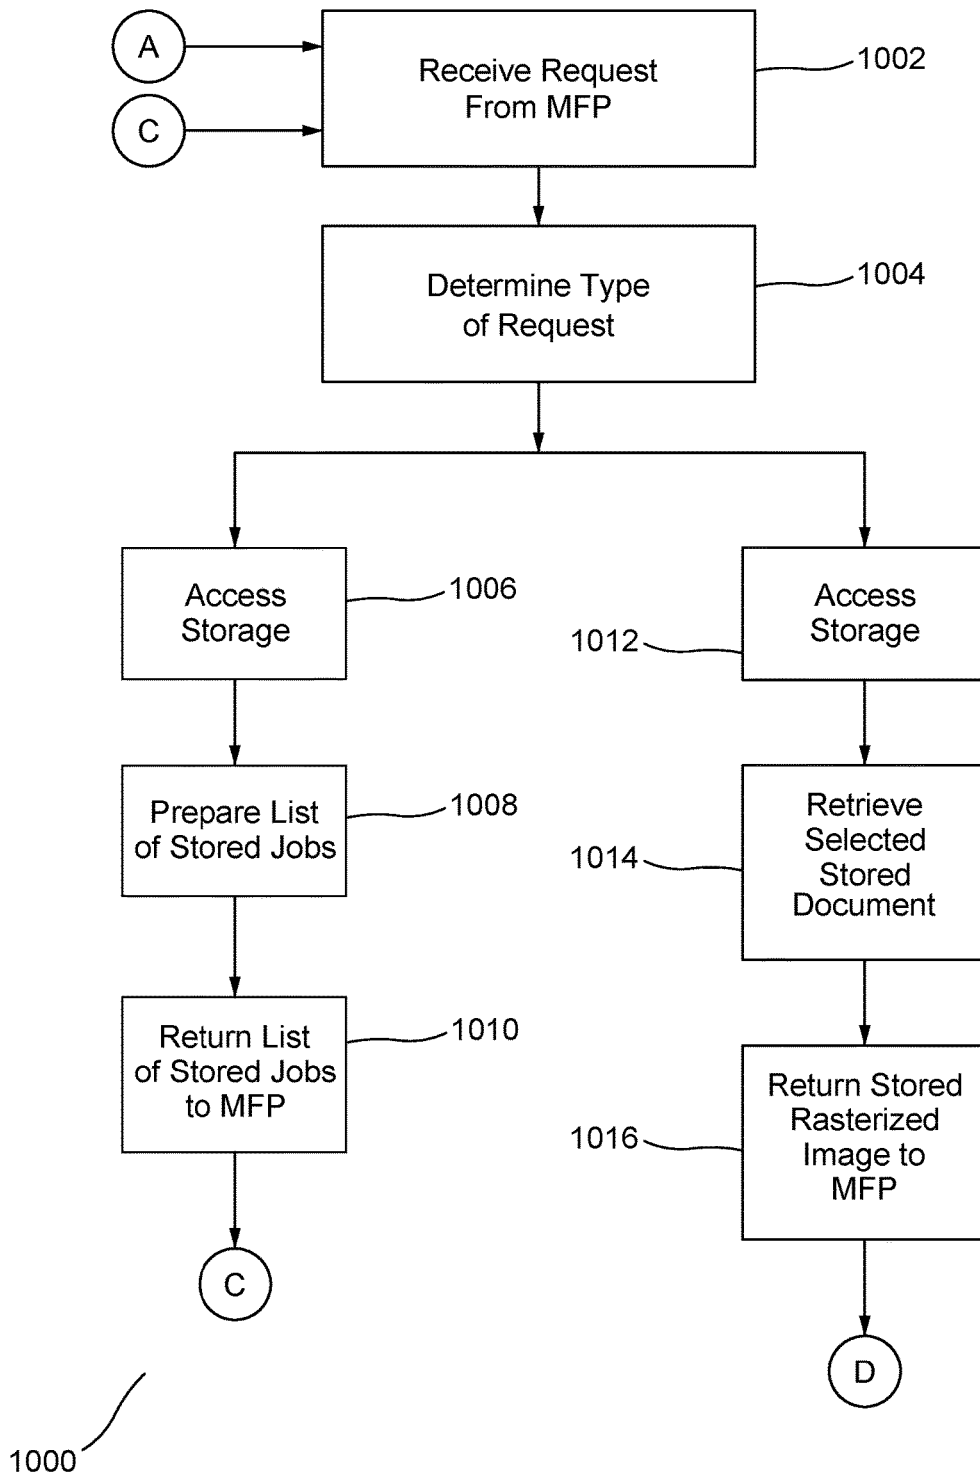 A
C
Receive Request
From MFP
1002
Determine Type
of Request
1004
Access
Storage
1006
Prepare List
of Stored Jobs
1008
Return List
of Stored Jobs
to MFP
1010
C
Access
Storage
1012
Retrieve
Selected
Stored
Document
1014
Return Stored
Rasterized
Image to
MFP
1016
D
1000